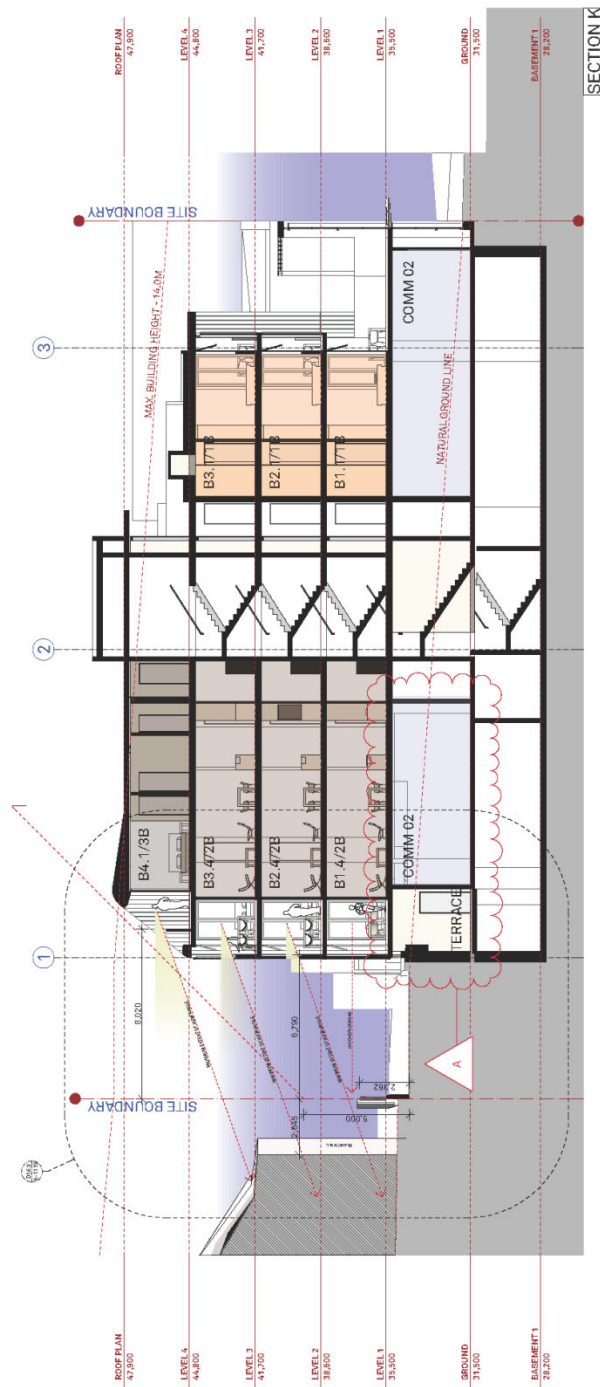 ROOF PLAN
47,900
LEVEL 4
44,800
LEVEL 3
41,700
LEVEL 2
38,600
LEVEL 1
35,500
GROUND
31,500
BASEMENT 1
28,200
SITE BOUNDARY
1
2
3
SITE BOUNDARY
MAX. BUILDING HEIGHT - 14.0M
8,020
6,790
2,645
5,000
2,362
B4.1/3B
B3.4/2B
B2.4/2B
B1.4/2B
B3.1/1B
B2.1/1B
B1.1/1B
COMM 02
COMM 02
TERRACE
NATURAL GROUND LINE
A
ROOF PLAN
47,900
LEVEL 4
44,800
LEVEL 3
41,700
LEVEL 2
38,600
LEVEL 1
35,500
GROUND
31,500
BASEMENT 1
28,200
SECTION K